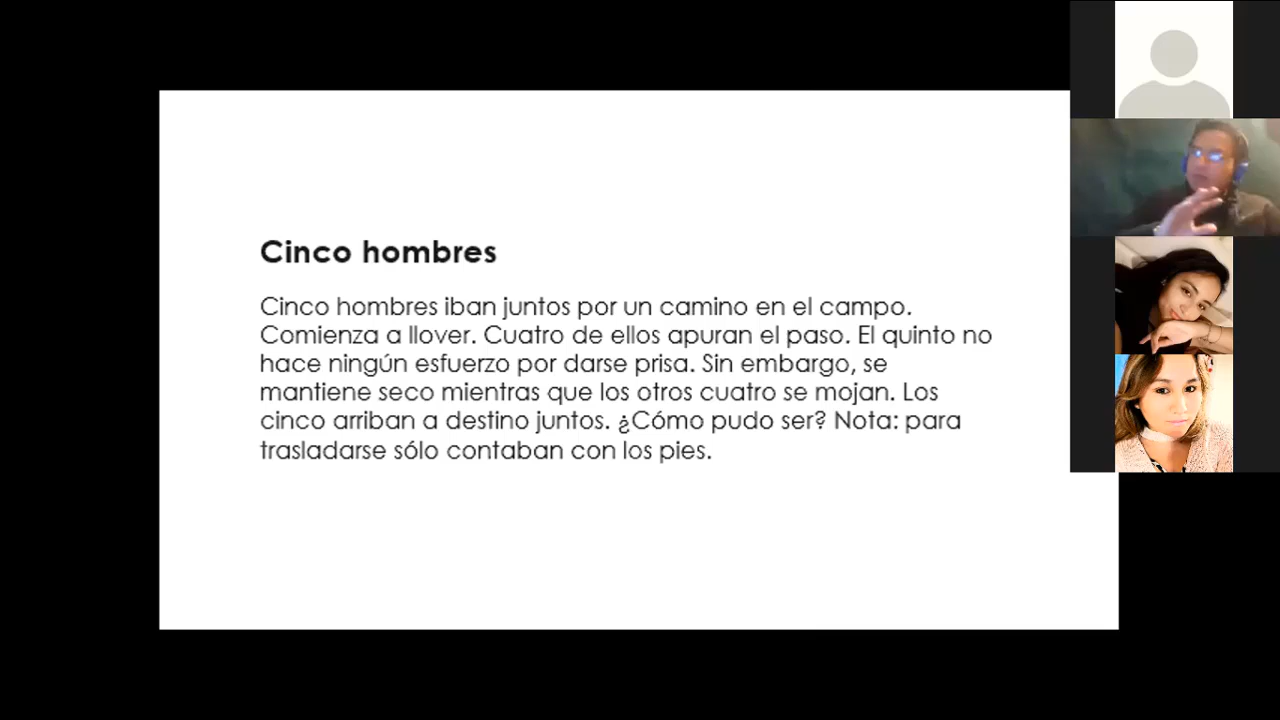 Cinco hombres
Cinco hombres iban juntos por un camino en el campo.
Comienza a llover. Cuatro de ellos apuran el paso. El quinto no
hace ningún esfuerzo por darse prisa. Sin embargo, se
mantiene seco mientras que los otros cuatro se mojan. Los
cinco arriban a destino juntos. ¿Cómo pudo ser? Nota: para
trasladarse sólo contaban con los pies.